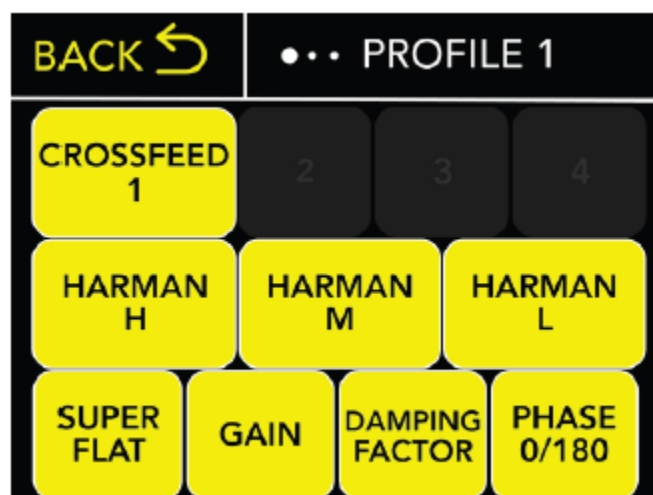 BACK
PROFILE 1
CROSSFEED
1
2
3
4
HARMAN
H
HARMAN
M
HARMAN
L
SUPER
FLAT
GAIN
DAMPING
FACTOR
PHASE
0/180